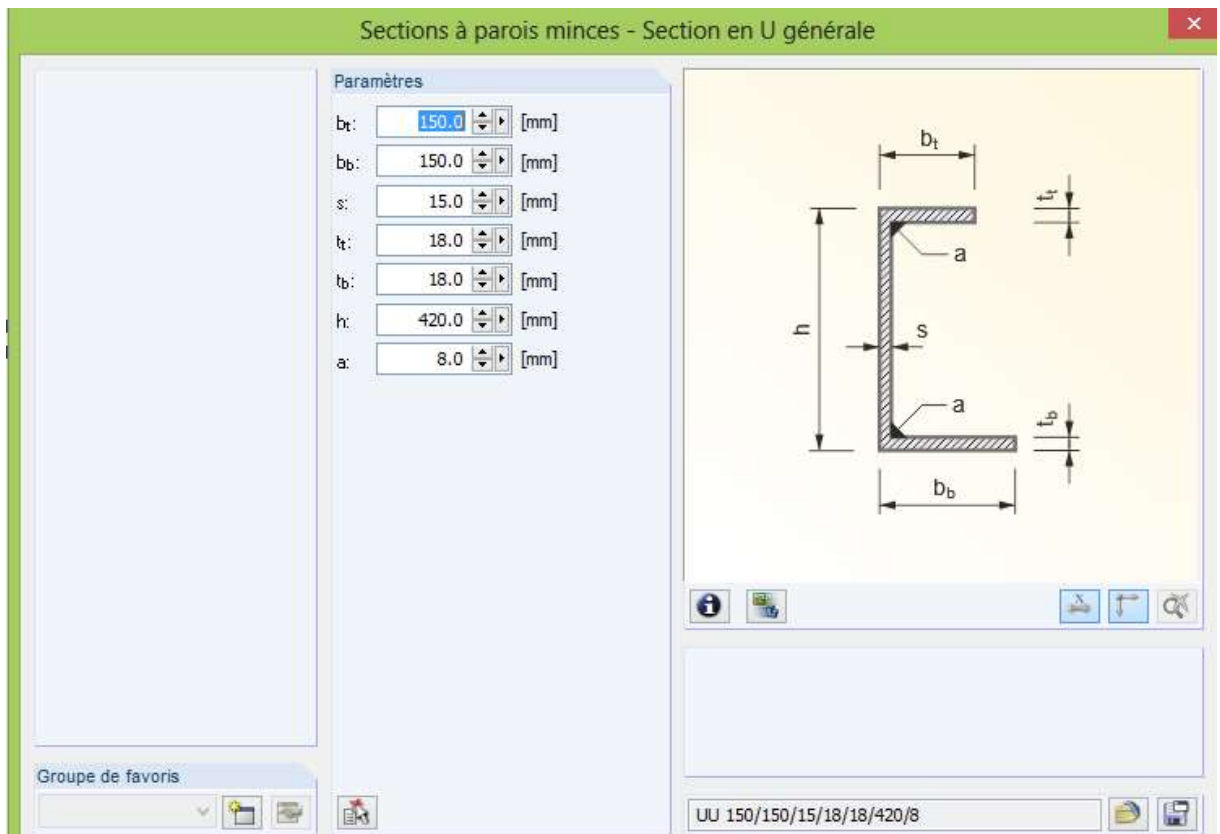 Sections à parois minces - Section en U générale
Paramètres
bt: 150.0 [mm]
bb: 150.0 [mm]
s: 15.0 [mm]
tt: 18.0 [mm]
tb: 18.0 [mm]
h: 420.0 [mm]
a: 8.0 [mm]
bt
tt
a
h
s
a
tb
bb
Groupe de favoris
UU 150/150/15/18/18/420/8